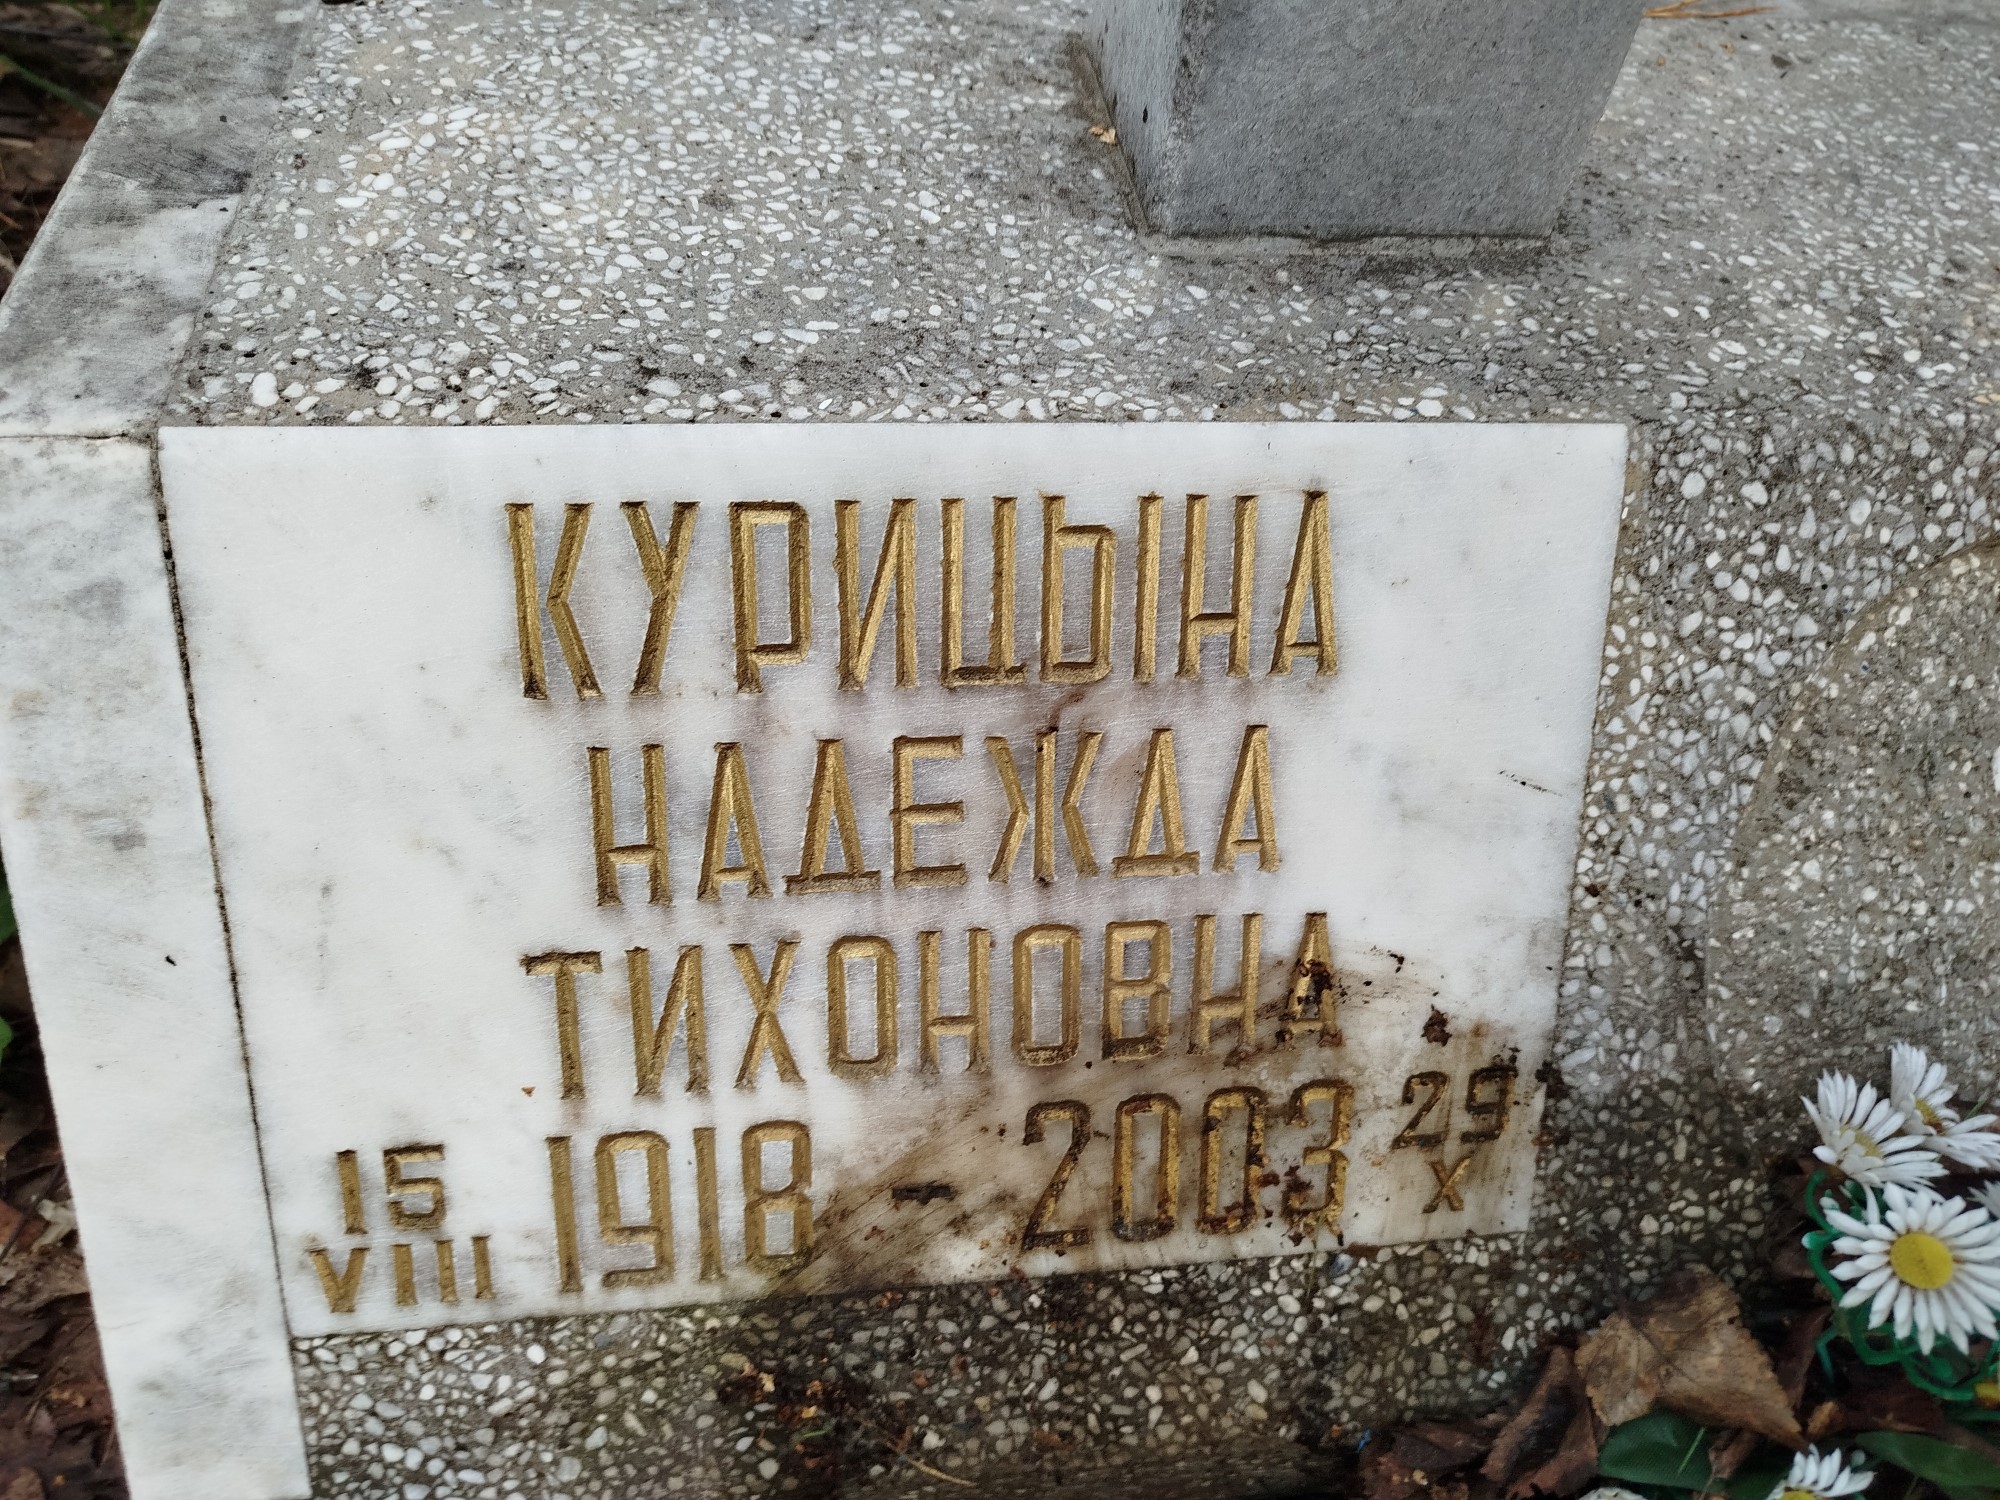 КУРИЦЫНА
НАДЕЖДА
ТИХОНОВНА
15 VIII 1918 - 2003 29 X